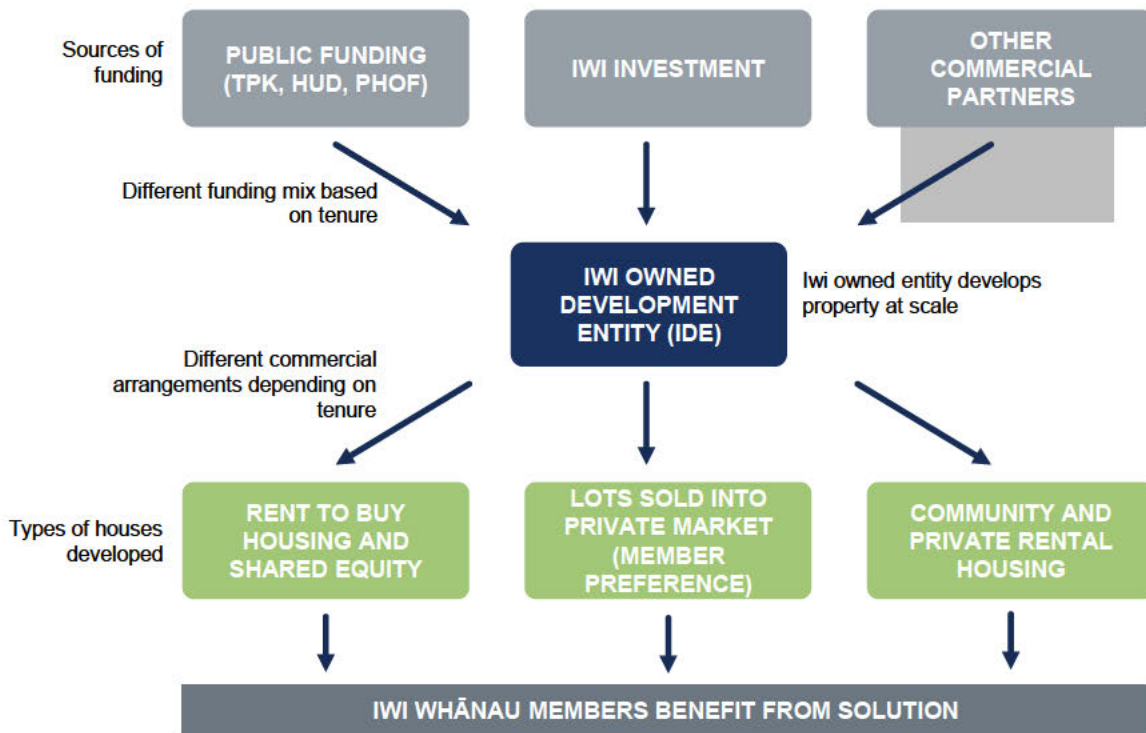 Sources of
funding
PUBLIC FUNDING
(TPK, HUD, PHOF)
IWI INVESTMENT
OTHER
COMMERCIAL
PARTNERS
Different funding mix based
on tenure
IWI OWNED
DEVELOPMENT
ENTITY (IDE)
Iwi owned entity develops
property at scale
Different commercial
arrangements depending on
tenure
Types of houses
developed
RENT TO BUY
HOUSING AND
SHARED EQUITY
LOTS SOLD INTO
PRIVATE MARKET
(MEMBER
PREFERENCE)
COMMUNITY AND
PRIVATE RENTAL
HOUSING
IWI WHĀNAU MEMBERS BENEFIT FROM SOLUTION